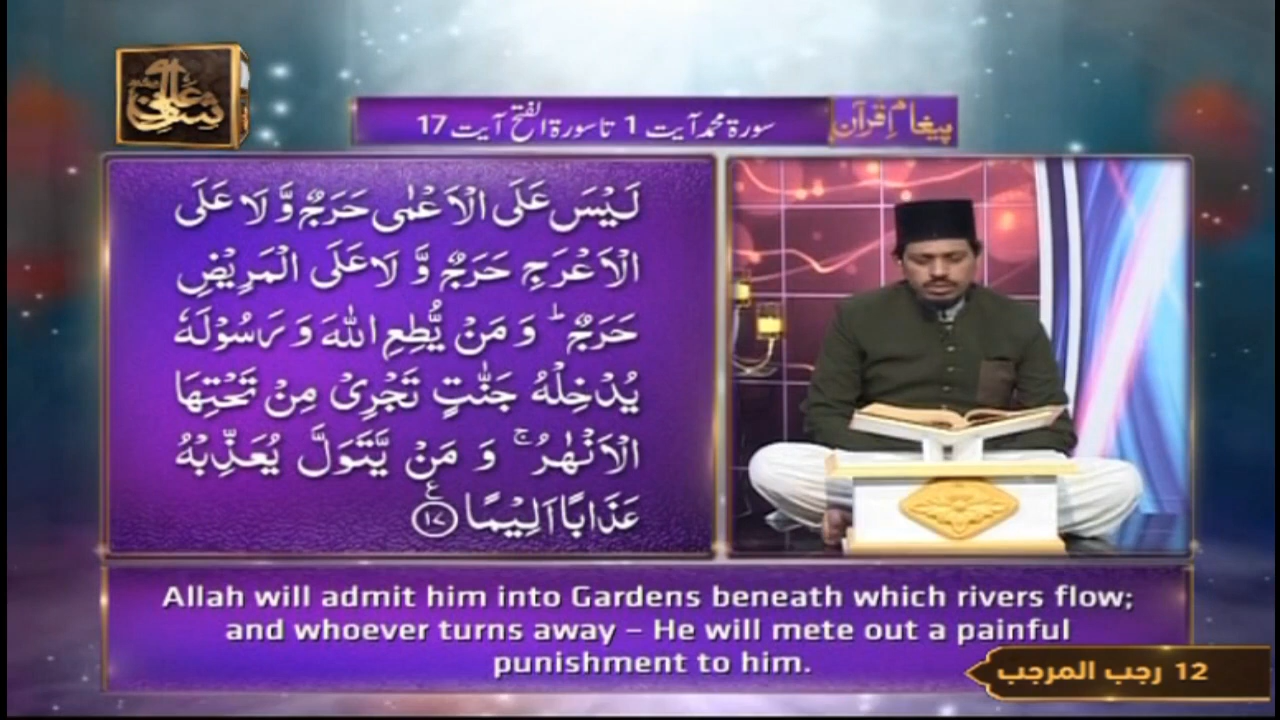 پیغامِ قرآن
سورۃ محمد آیت 1 تا سورۃ الفتح آیت 17
لَيْسَ عَلَى الْاَعْمٰى حَرَجٌ وَّ لَا عَلَى
الْاَعْرَجِ حَرَجٌ وَّ لَا عَلَى الْمَرِيْضِ
حَرَجٌ ؕ وَ مَنْ يُّطِعِ اللّٰهَ وَ رَسُوْلَهٗ
يُدْخِلْهُ جَنّٰتٍ تَجْرِيْ مِنْ تَحْتِهَا
الْاَنْهٰرُ ۚ وَ مَنْ يَّتَوَلَّ يُعَذِّبْهُ
عَذَابًا اَلِيْمًا ࣖ ۝۱۷
Allah will admit him into Gardens beneath which rivers flow;
and whoever turns away – He will mete out a painful
punishment to him.
12 رجب المرجب